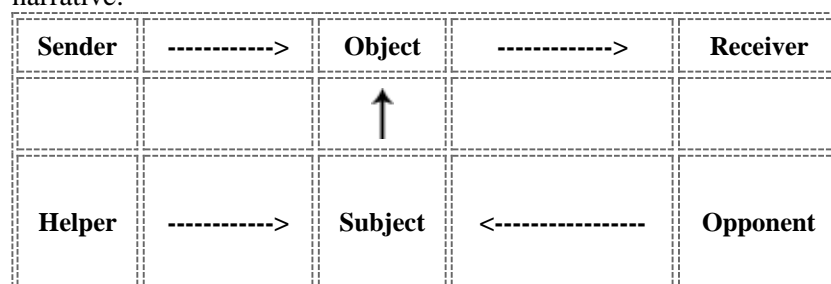 narrative.
Sender ------------> Object -------------> Receiver
Helper ------------> Subject <----------------- Opponent